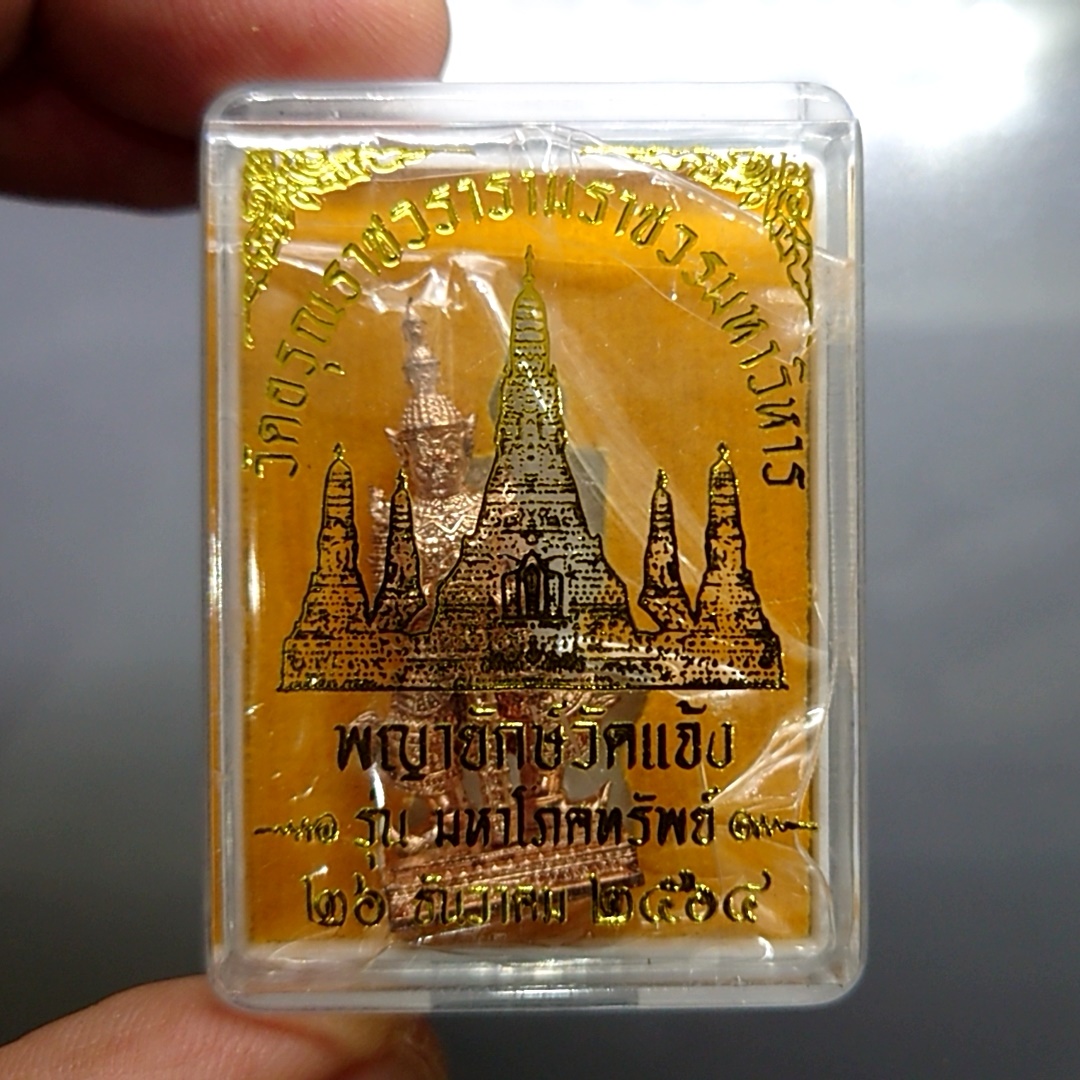 วัดอรุณราชวรารามราชวรมหาวิหาร
พญายักษ์วัดแจ้ง
รุ่น มหาโภคทรัพย์
๒๖ ธันวาคม ๒๕๖๔